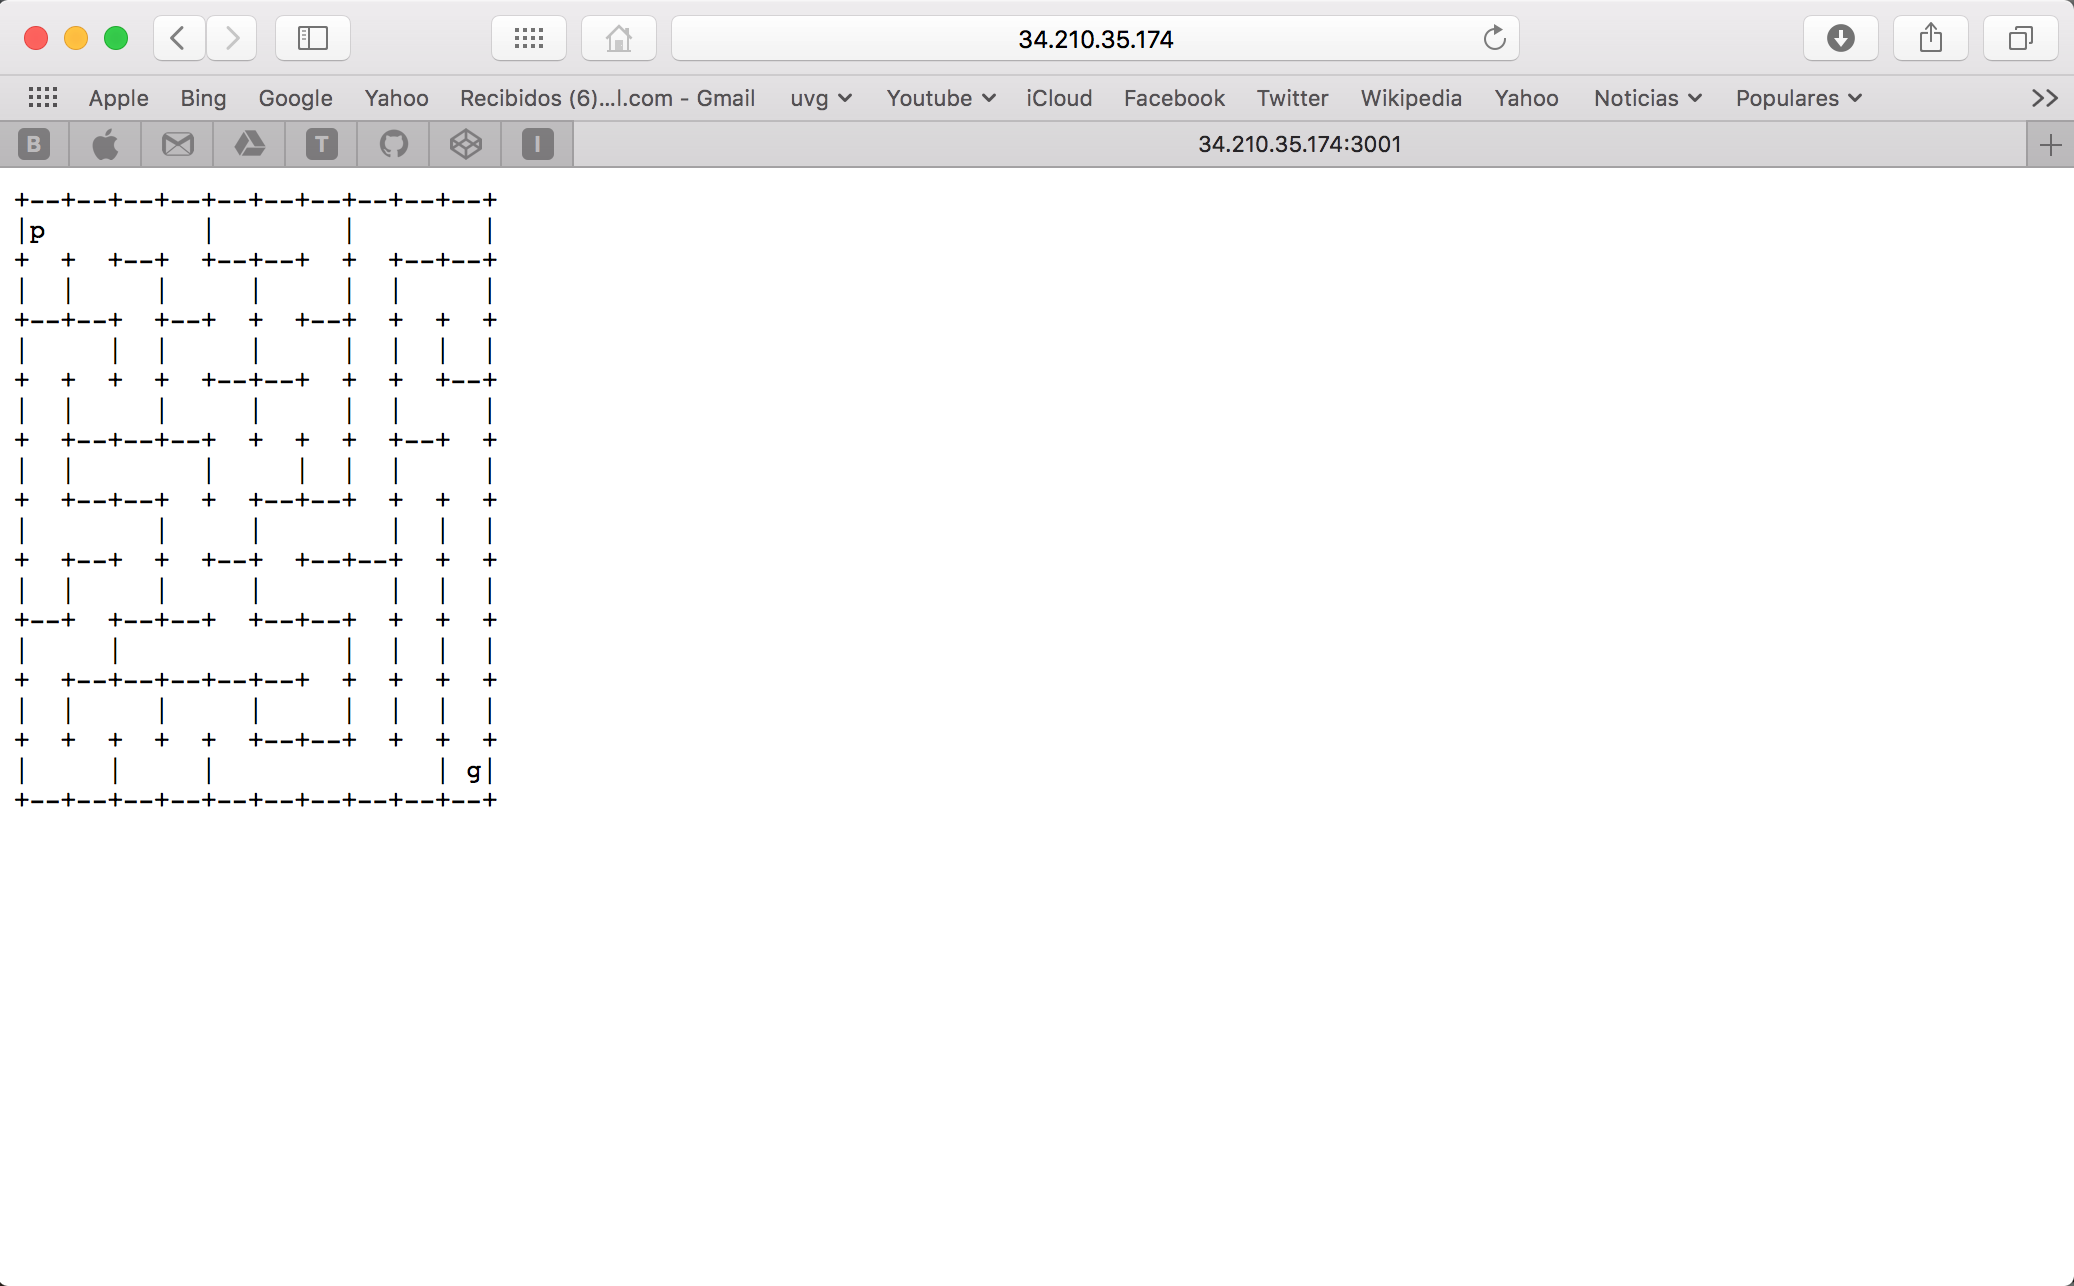 34.210.35.174
Apple Bing Google Yahoo Recibidos (6)...l.com - Gmail uvg Youtube iCloud Facebook Twitter Wikipedia Yahoo Noticias Populares
B T I 34.210.35.174:3001
+--+--+--+--+--+--+--+--+--+--+
|p          |        |        |
+  +  +--+  +--+--+  +  +--+--+
|  |     |     |     |  |     |
+--+--+  +--+  +  +--+  +  +  +
|     |  |     |     |  |  |  |
+  +  +  +  +--+--+  +  +  +--+
|  |     |     |     |  |     |
+  +--+--+--+  +  +  +  +--+  +
|  |        |     |  |  |     |
+  +--+--+  +  +--+--+  +  +  +
|        |     |        |  |  |
+  +--+  +  +--+  +--+--+  +  +
|  |     |     |        |  |  |
+--+  +--+--+  +--+--+  +  +  +
|     |              |  |  |  |
+  +--+--+--+--+--+  +  +  +  +
|  |     |     |     |  |  |  |
+  +  +  +  +  +--+--+  +  +  +
|     |     |              | g|
+--+--+--+--+--+--+--+--+--+--+